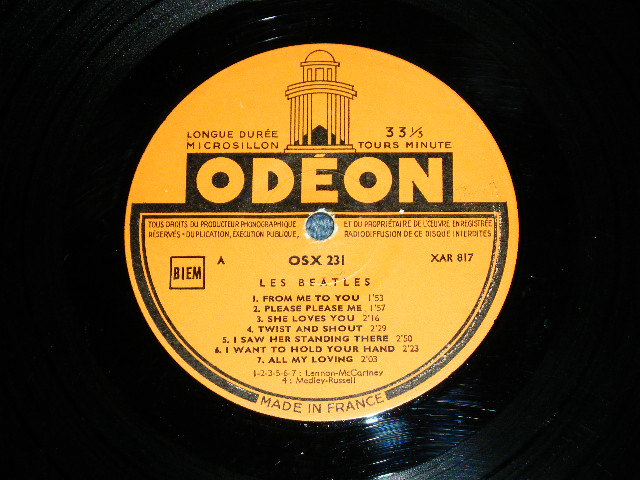 LONGUE DURÉE 33 1/3
MICROSILLON TOURS MINUTE
ODÉON
TOUS DROITS DU PRODUCTEUR PHONOGRAPHIQUE ET DU PROPRIÉTAIRE DE L'ŒUVRE ENREGISTRÉE
RÉSERVÉS - DUPLICATION, EXÉCUTION PUBLIQUE, RADIODIFFUSION DE CE DISQUE INTERDITES
BIEM A OSX 231 XAR 817
LES BEATLES
1. FROM ME TO YOU 1'53
2. PLEASE PLEASE ME 1'57
3. SHE LOVES YOU 2'16
4. TWIST AND SHOUT 2'29
5. I SAW HER STANDING THERE 2'50
6. I WANT TO HOLD YOUR HAND 2'23
7. ALL MY LOVING 2'03
1-2-3-5-6-7 : Lennon-McCartney
4 : Medley-Russell
MADE IN FRANCE